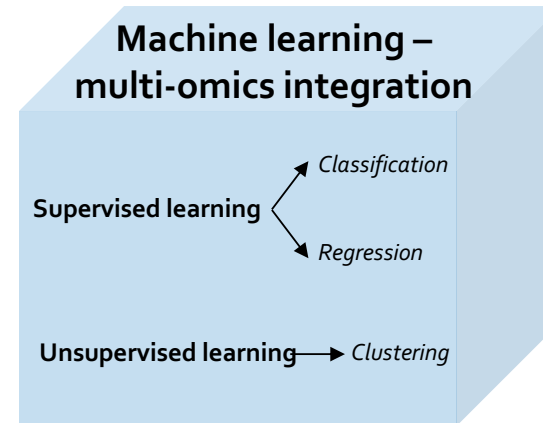 Machine learning –
multi-omics integration
Classification
Supervised learning
Regression
Unsupervised learning
Clustering